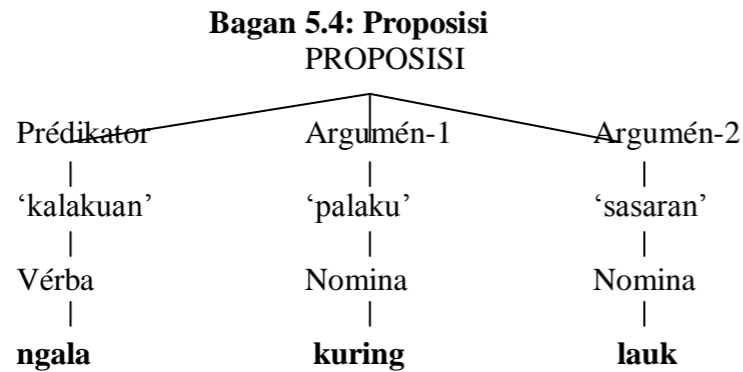 Bagan 5.4: Proposisi
PROPOSISI
Prédikator Argumén-1 Argumén-2
‘kalakuan’ ‘palaku’ ‘sasaran’
Vérba Nomina Nomina
ngala kuring lauk